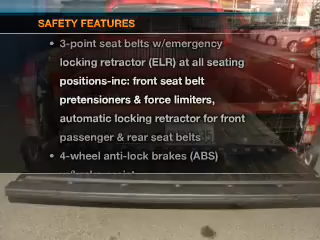 SAFETY FEATURES
• 3-point seat belts w/emergency
locking retractor (ELR) at all seating
positions-inc: front seat belt
pretensioners & force limiters,
automatic locking retractor for front
passenger & rear seat belts
• 4-wheel anti-lock brakes (ABS)